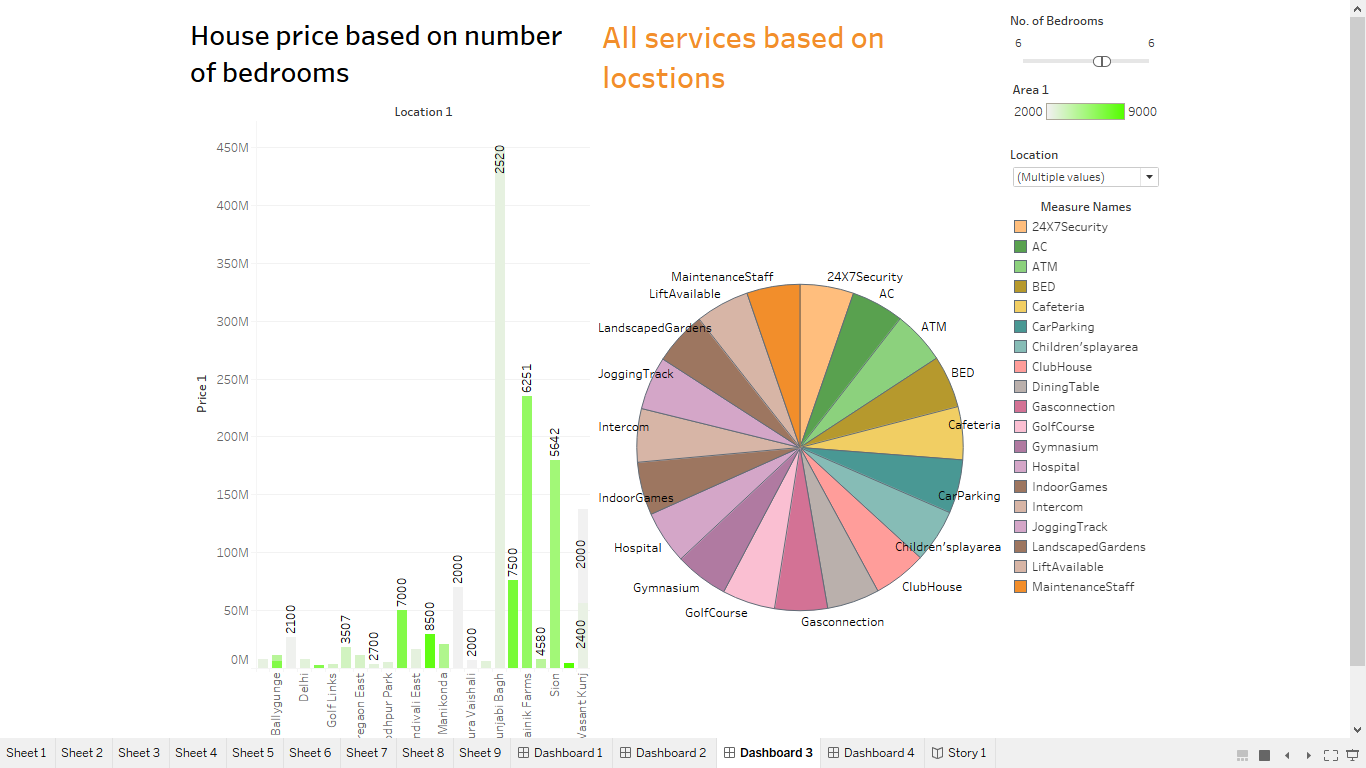 House price based on number
of bedrooms
All services based on
locstions
No. of Bedrooms
6 6
Area 1
2000 9000
Location
(Multiple values)
Measure Names
24X7Security
AC
ATM
BED
Cafeteria
CarParking
Children'splayarea
ClubHouse
DiningTable
Gasconnection
GolfCourse
Gymnasium
Hospital
IndoorGames
Intercom
JoggingTrack
LandscapedGardens
LiftAvailable
MaintenanceStaff
Location 1
Price 1
450M
400M
350M
300M
250M
200M
150M
100M
50M
0M
2100
3507
2700
7000
8500
2000
2000
2520
7500
6251
4580
5642
2000
2400
Ballygunge
Delhi
Golf Links
regaon East
odhpur Park
ndivali East
Manikonda
ura Vaishali
unjabi Bagh
ainik Farms
Sion
Vasant Kunj
MaintenanceStaff
24X7Security
LiftAvailable
AC
LandscapedGardens
ATM
JoggingTrack
BED
Intercom
Cafeteria
IndoorGames
CarParking
Hospital
Children'splayarea
Gymnasium
ClubHouse
GolfCourse
Gasconnection
Sheet 1 Sheet 2 Sheet 3 Sheet 4 Sheet 5 Sheet 6 Sheet 7 Sheet 8 Sheet 9 Dashboard 1 Dashboard 2 Dashboard 3 Dashboard 4 Story 1